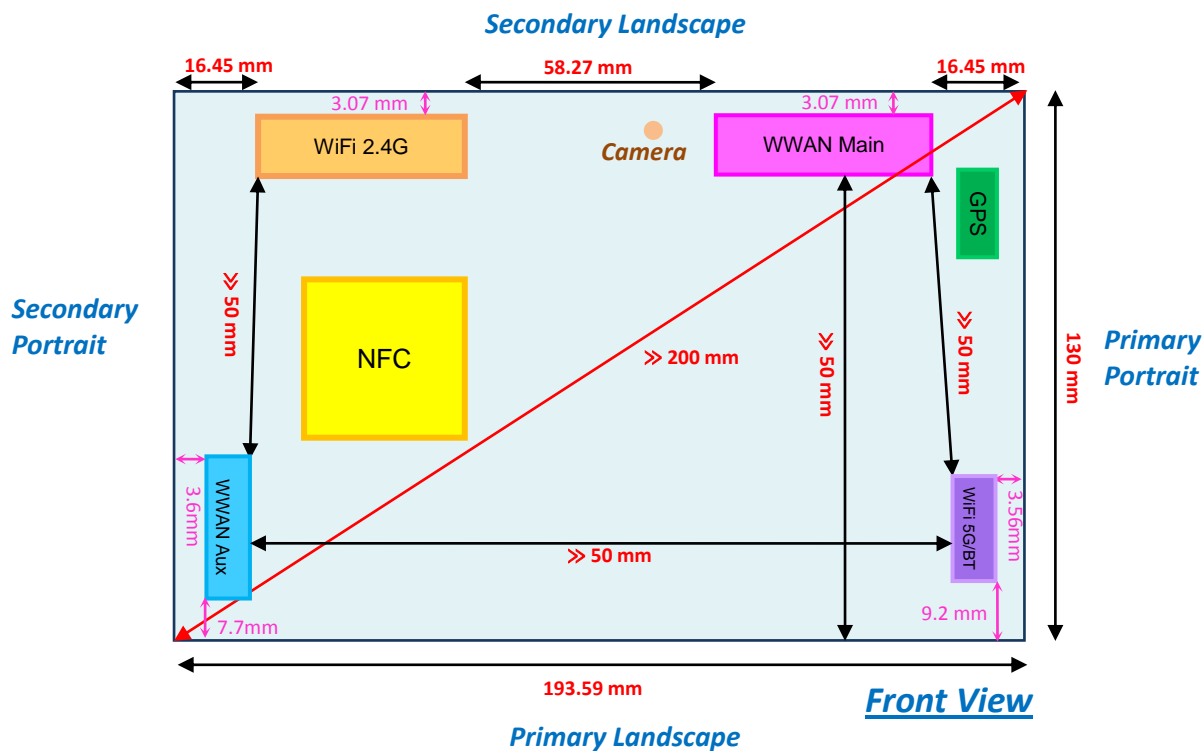 Secondary Landscape
16.45 mm
58.27 mm
16.45 mm
3.07 mm
3.07 mm
WiFi 2.4G
Camera
WWAN Main
GPS
Secondary
Portrait
≫ 50 mm
NFC
≫ 200 mm
≫ 50 mm
≫ 50 mm
130 mm
Primary
Portrait
3.6mm
WWAN Aux
≫ 50 mm
WiFi 5G/BT
3.56mm
7.7mm
9.2 mm
193.59 mm
Front View
Primary Landscape